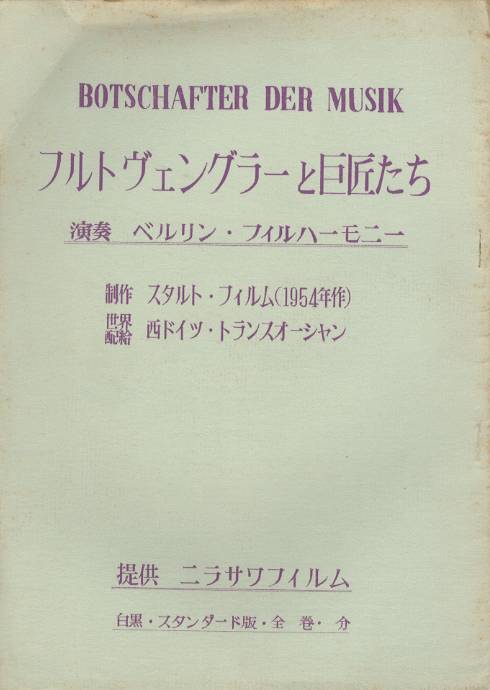 BOTSCHAFTER DER MUSIK
フルトヴェングラーと巨匠たち
演奏 ベルリン・フィルハーモニー
制作 スタルト・フィルム(1954年作)
世界配給 西ドイツ・トランスオーシャン
提供 ニラサワフィルム
白黒・スタンダード版・全 巻・ 分